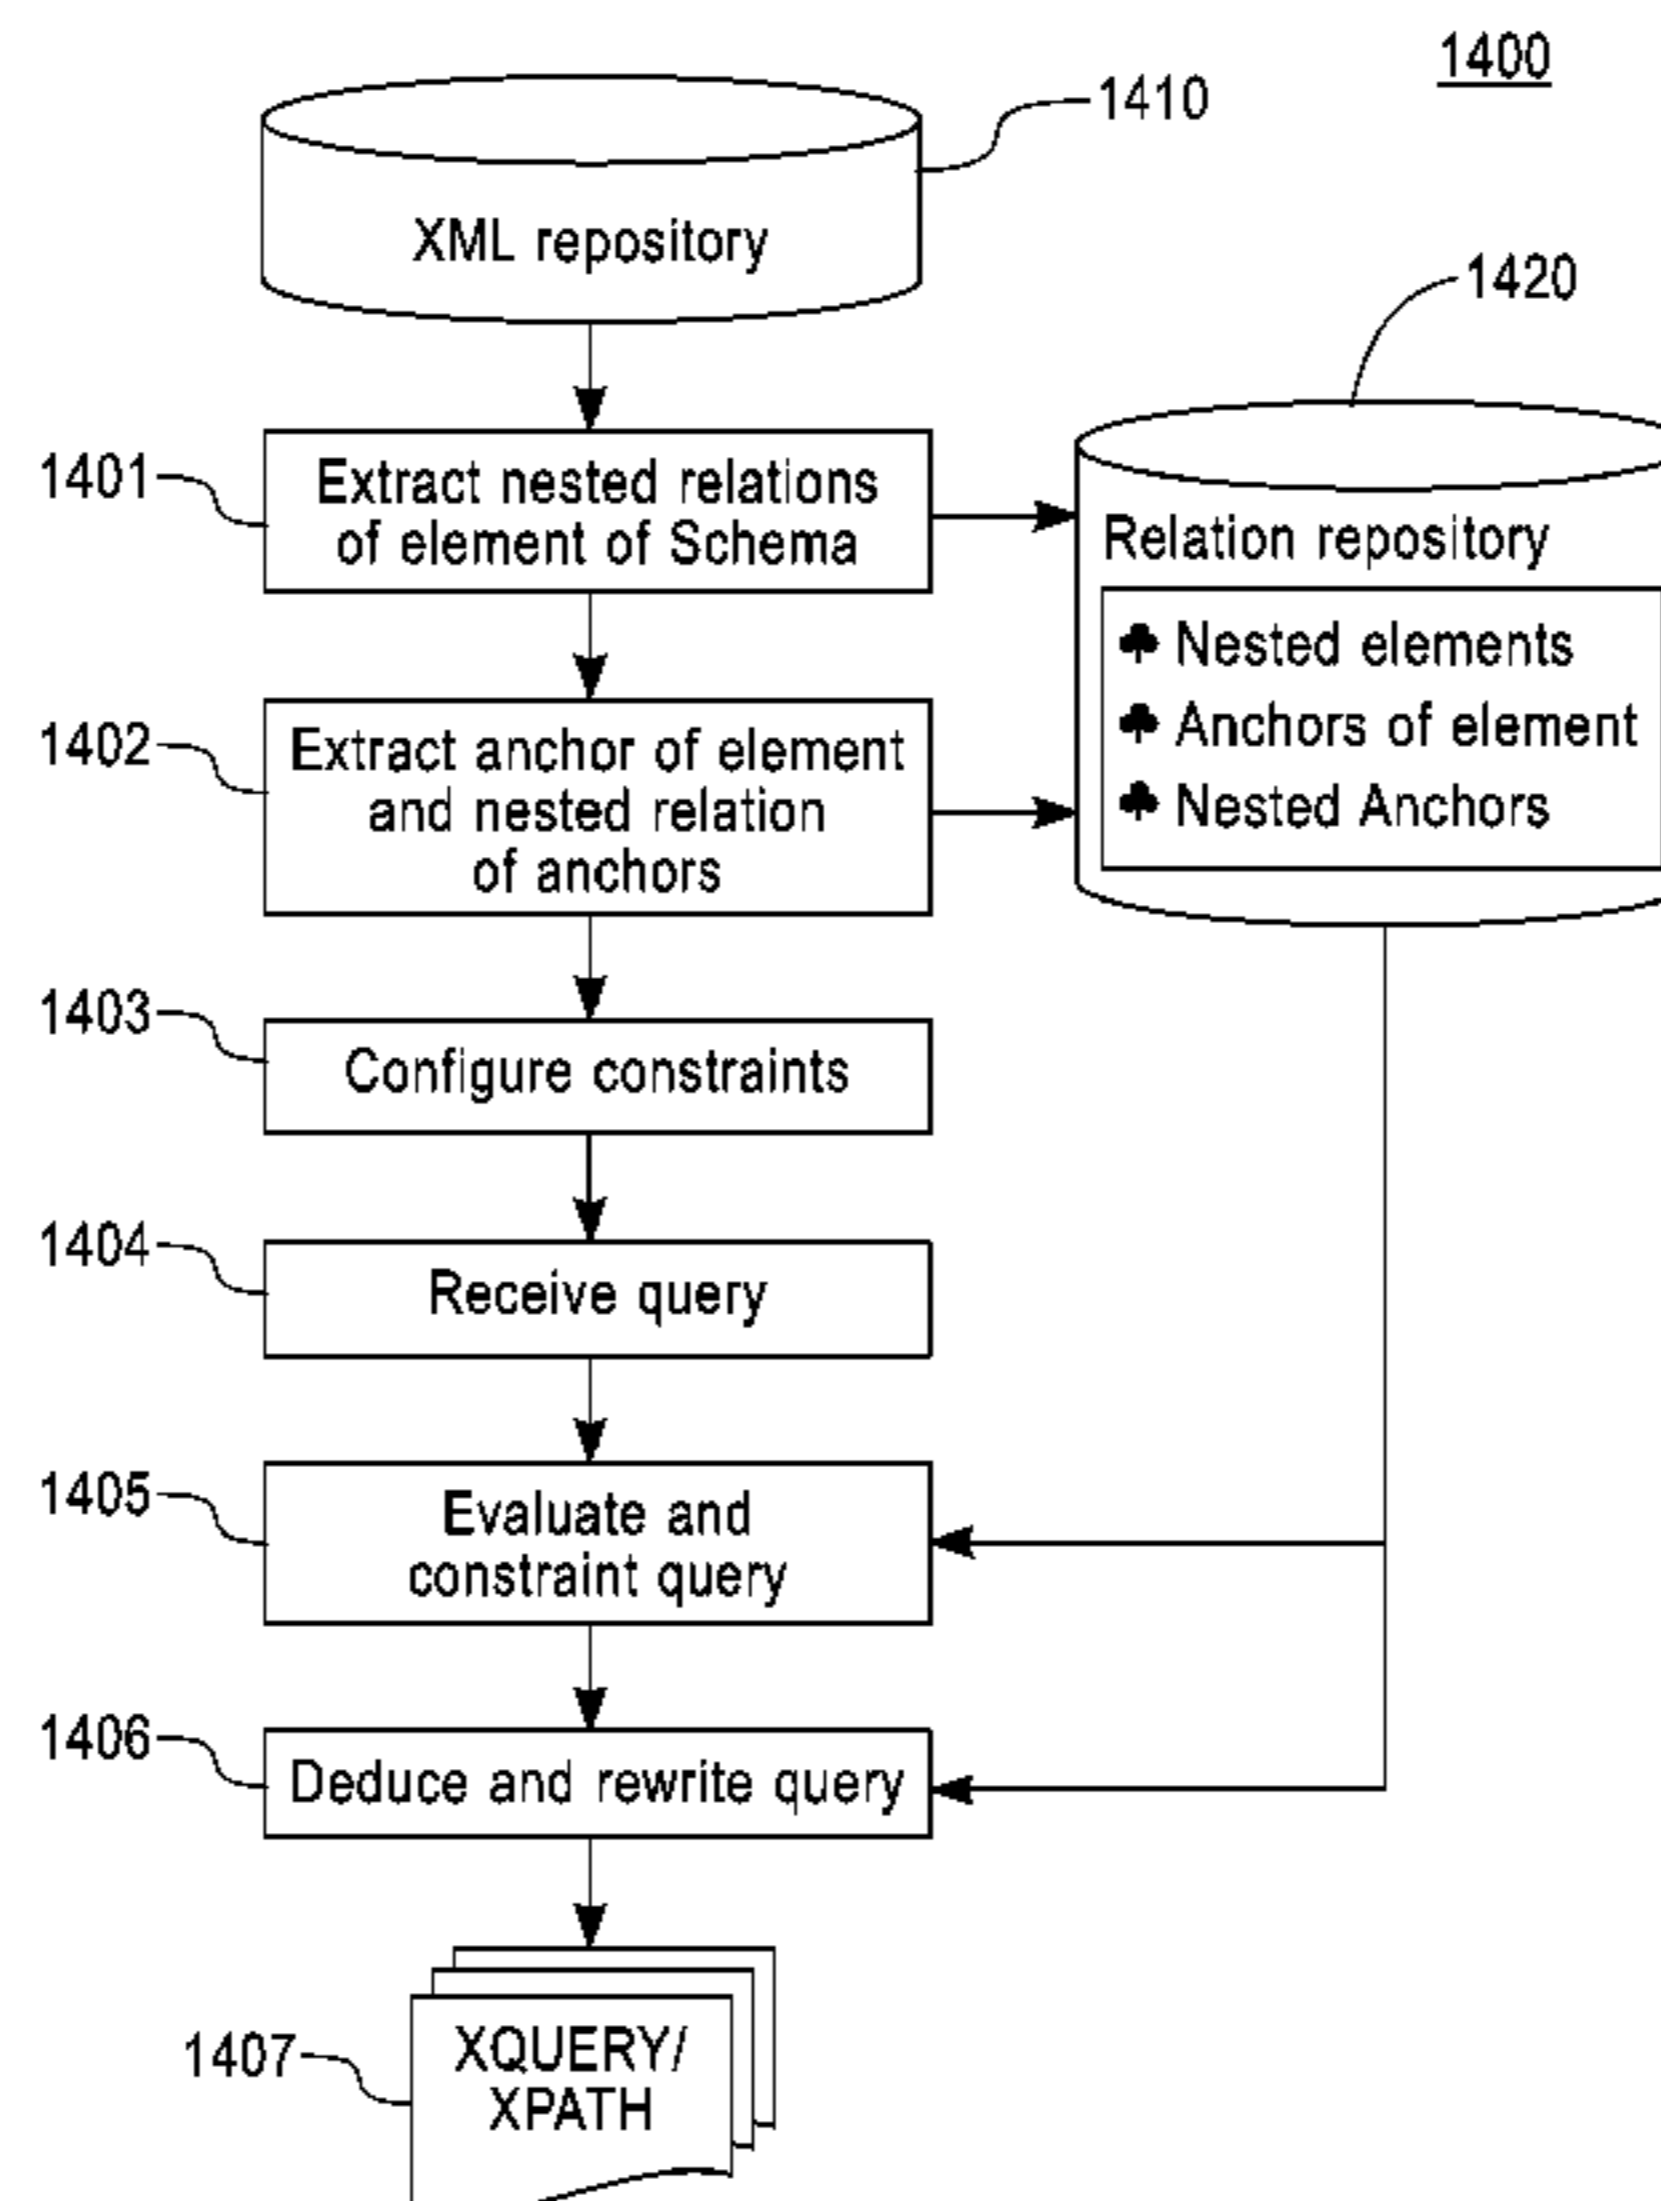 1400
1410
XML repository
1420
1401
Extract nested relations
of element of Schema
Relation repository
♣ Nested elements
♣ Anchors of element
♣ Nested Anchors
1402
Extract anchor of element
and nested relation
of anchors
1403
Configure constraints
1404
Receive query
1405
Evaluate and
constraint query
1406
Deduce and rewrite query
1407
XQUERY/
XPATH